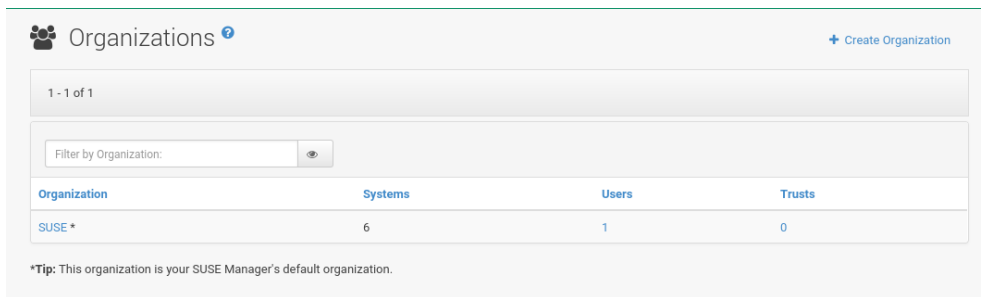 Organizations
+ Create Organization
1 - 1 of 1
Filter by Organization:
Organization Systems Users Trusts
SUSE * 6 1 0
*Tip: This organization is your SUSE Manager's default organization.